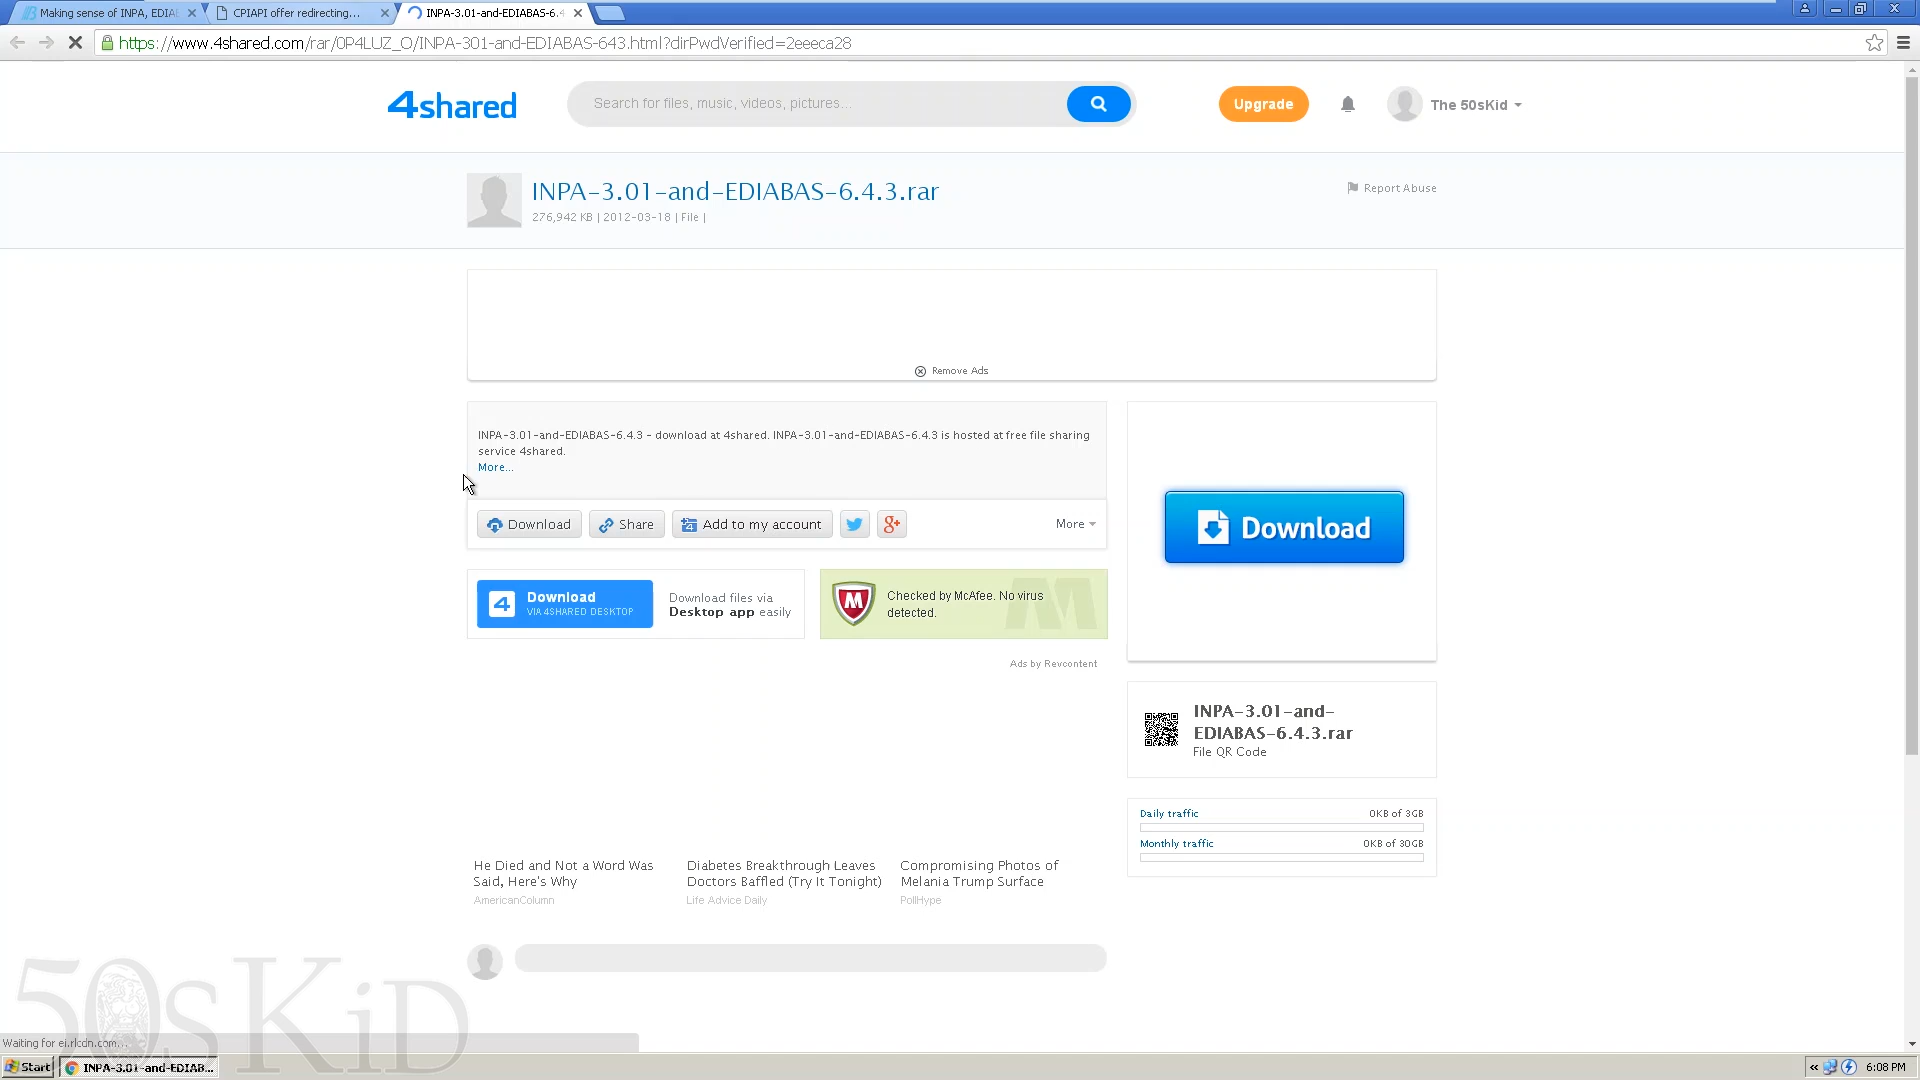 Making sense of INPA, EDIAB
CPIAPI offer redirecting...
INPA-3.01-and-EDIABAS-6.4
https://www.4shared.com/rar/0P4LUZ_O/INPA-301-and-EDIABAS-643.html?dirPwdVerified=2eeeca28
4shared
Search for files, music, videos, pictures...
Upgrade
The 50sKid
INPA-3.01-and-EDIABAS-6.4.3.rar
276,942 KB | 2012-03-18 | File |
Report Abuse
Remove Ads
INPA-3.01-and-EDIABAS-6.4.3 - download at 4shared. INPA-3.01-and-EDIABAS-6.4.3 is hosted at free file sharing
service 4shared.
More...
Download
Share
Add to my account
More
Download
4
Download
VIA 4SHARED DESKTOP
Download files via
Desktop app easily
Checked by McAfee. No virus
detected.
Ads by Revcontent
INPA-3.01-and-
EDIABAS-6.4.3.rar
File QR Code
Daily traffic
0KB of 3GB
Monthly traffic
0KB of 30GB
He Died and Not a Word Was
Said, Here's Why
AmericanColumn
Diabetes Breakthrough Leaves
Doctors Baffled (Try It Tonight)
Life Advice Daily
Compromising Photos of
Melania Trump Surface
PollHype
50sKiD
Waiting for ei.rlcdn.com...
Start
INPA-3.01-and-EDIAB...
6:08 PM